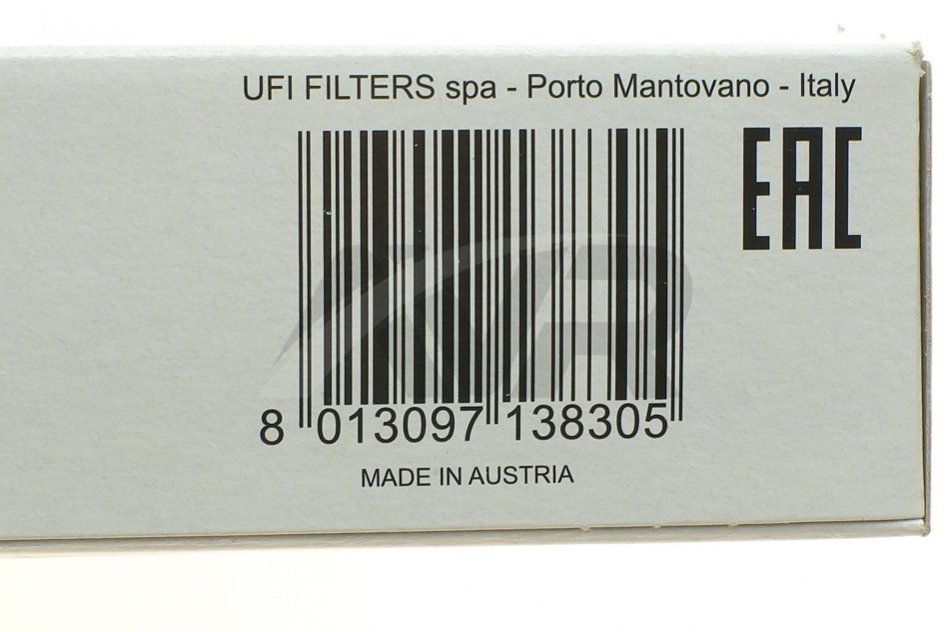 UFI FILTERS spa - Porto Mantovano - Italy
EAC
8 013097 138305
MADE IN AUSTRIA